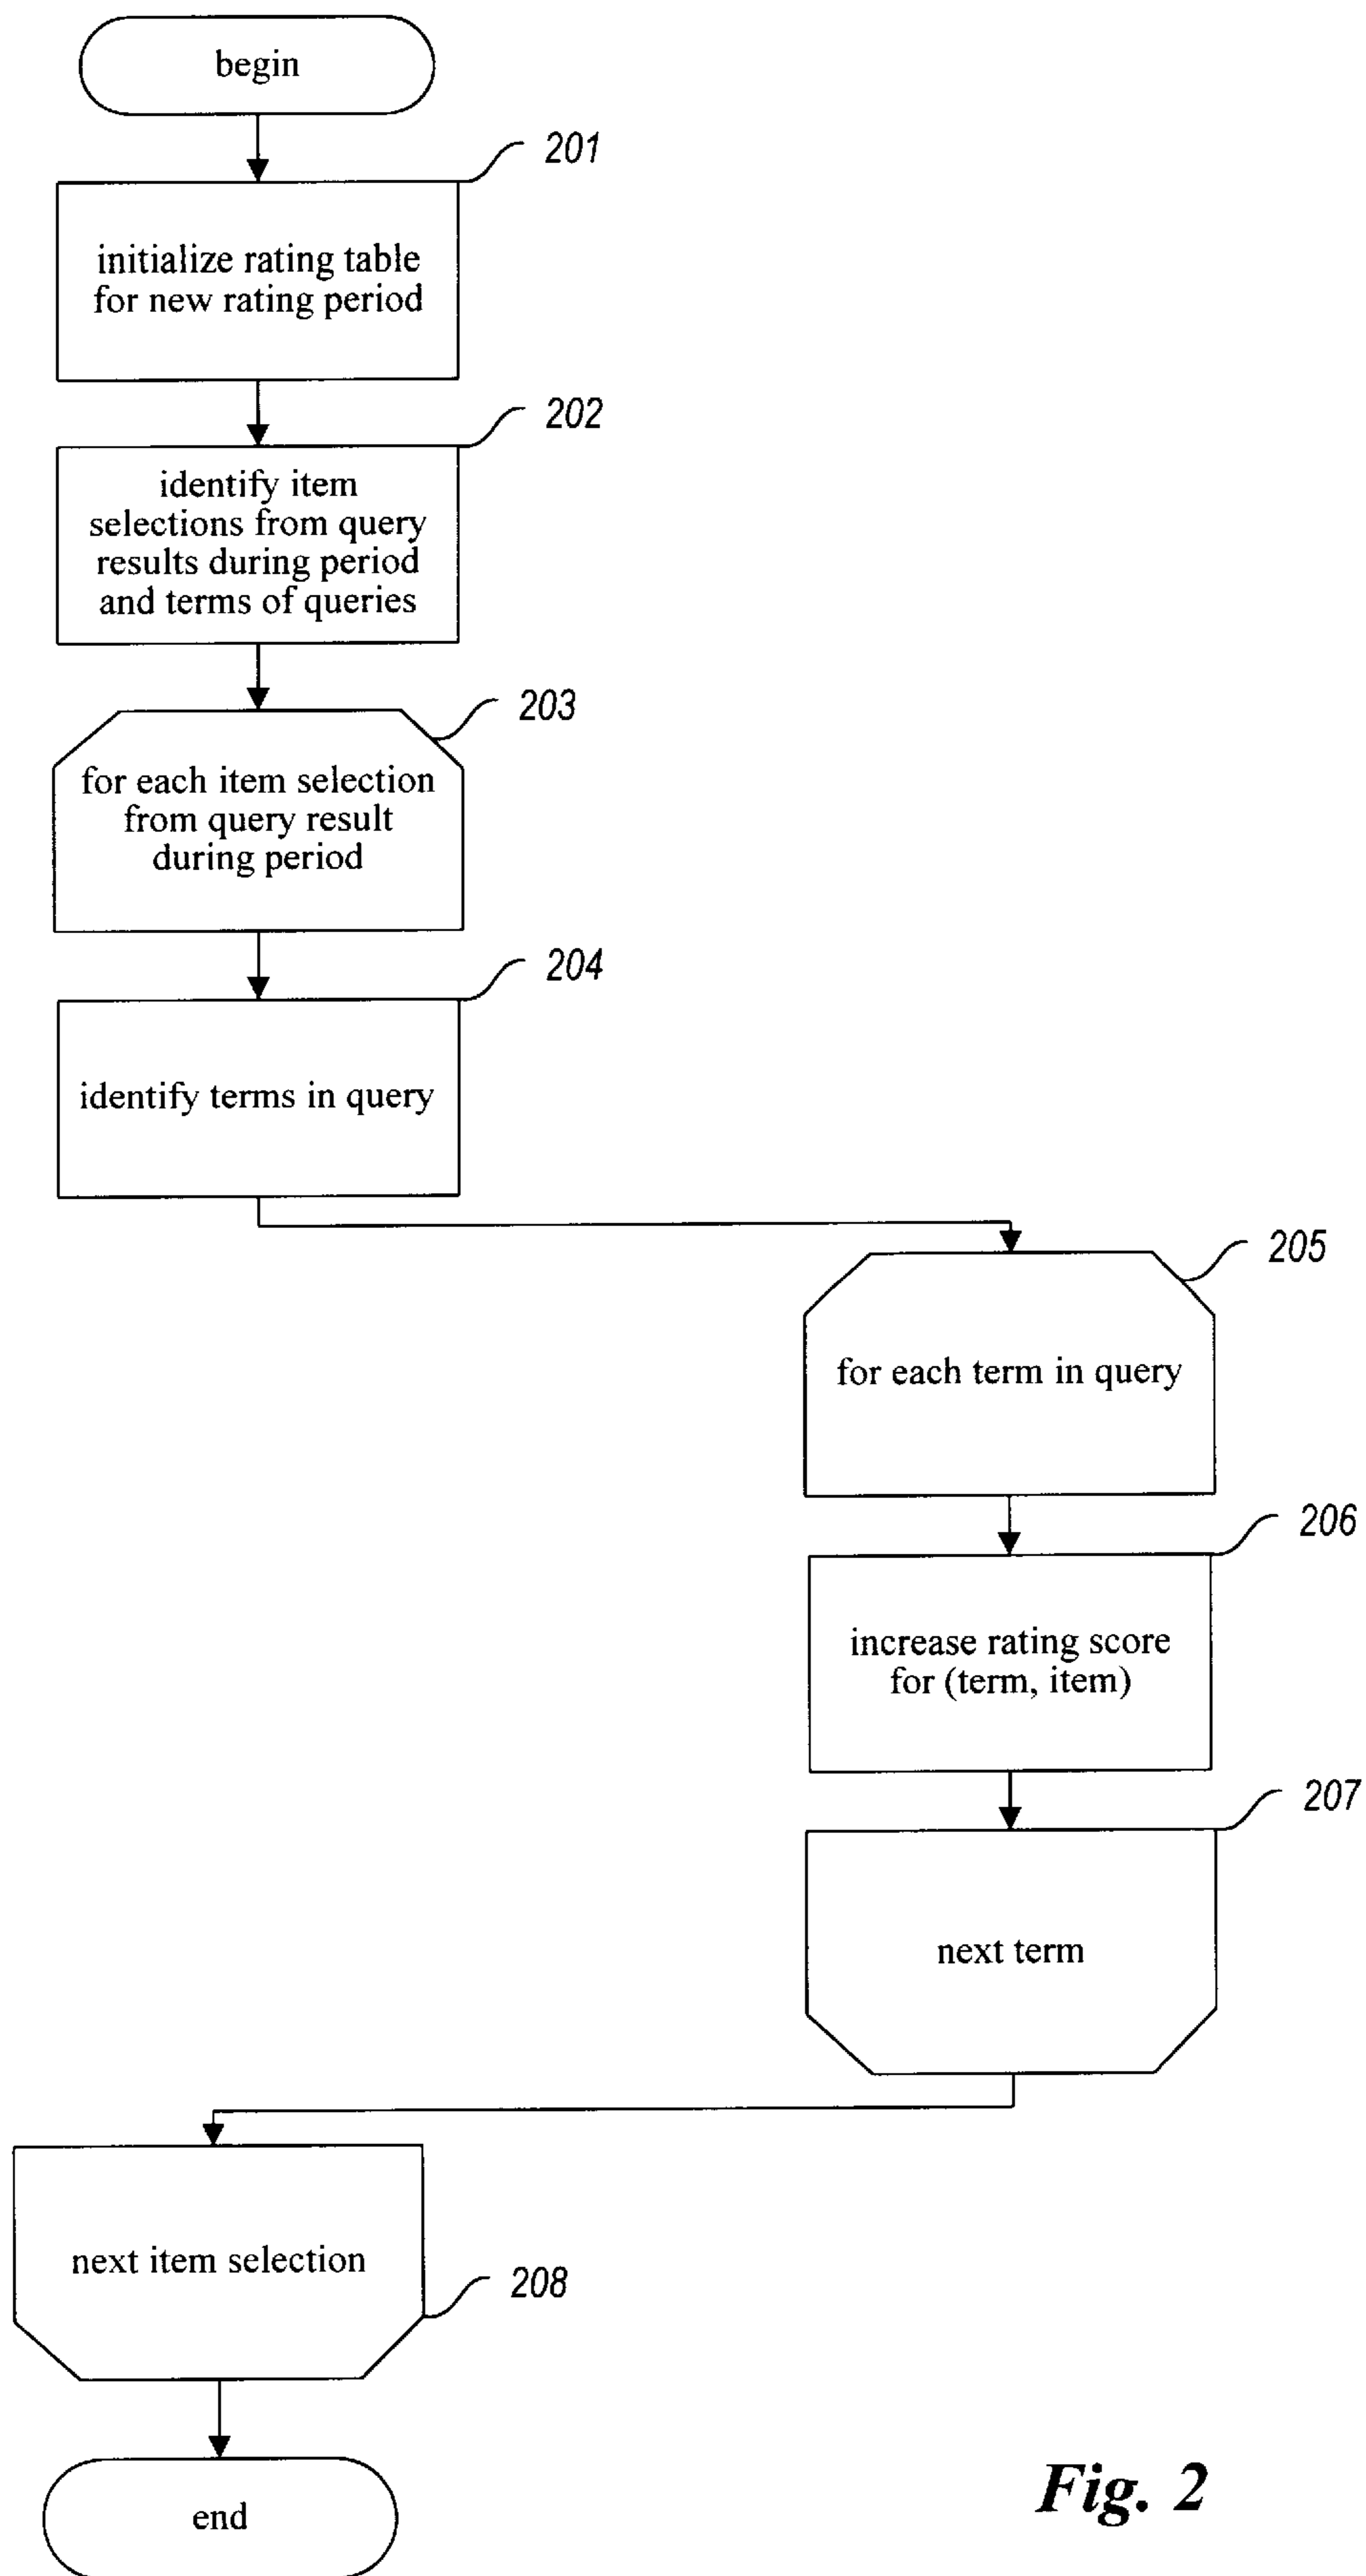 begin
201
initialize rating table
for new rating period
202
identify item
selections from query
results during period
and terms of queries
203
for each item selection
from query result
during period
204
identify terms in query
205
for each term in query
206
increase rating score
for (term, item)
207
next term
next item selection
208
end
Fig. 2